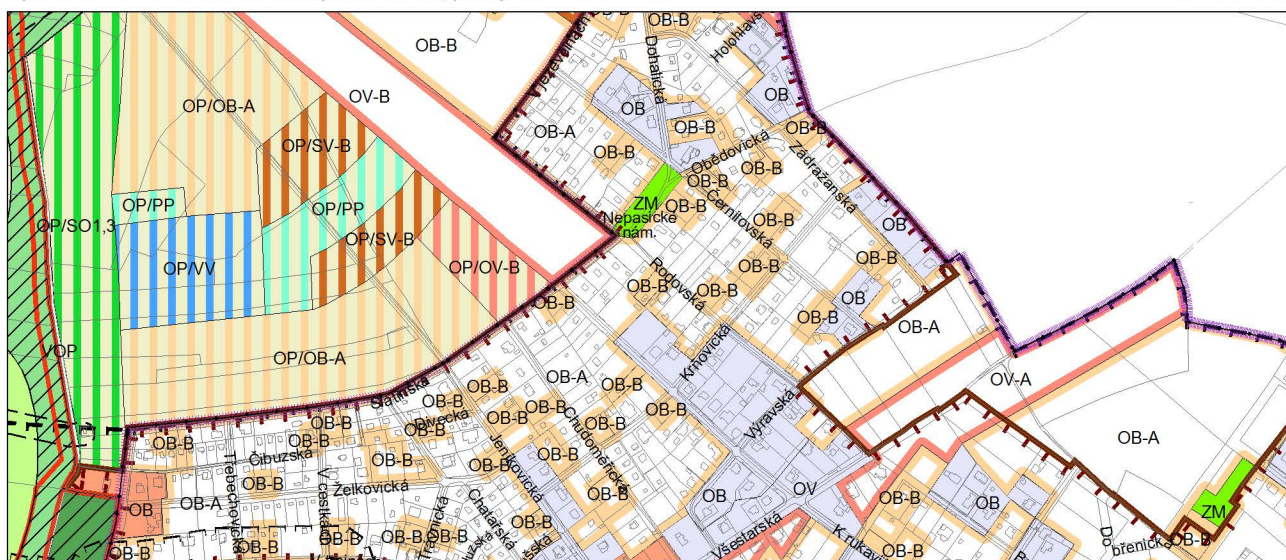 OB-B
OB-B
OB-B
Ježevčinách
Dohalická
Holohlavská
OP/OB-A
OV-B
OB
OB
OB-A
OB-B
OB-B
OP/SV-B
OB-B
Obědovická
OB-B
Zádražanská
OB-B
OP/PP
ZM
Nepasické
nám.
OB-B
Černilovská
OB-B
OP/SO1,3
OP/PP
OP/SV-B
OB
OP/VV
OP/OV-B
Rodovská
OB-B
OB-B
OB-B
OB-B
OB-B
OB
OB-B
OB-A
VOP
OP/OB-A
Krnovická
OV-A
OB-A
Slatinská
OB-B
OB-B
OB-B
OB-B
Výravská
Divecká
OB-B
Chudoměřická
OB-B
OB-B
OB-B
OB-A
OB-B
Čibuzská
OB-B
Jeníkovická
OB-B
OB-B
OB-B
Želkovická
OB-B
OB
OB-A
OB
OV
OB-B
OB
ZM
Třebechovická
Všestarská
OB-B
OB-B
OB-B
OB-B
OB-B